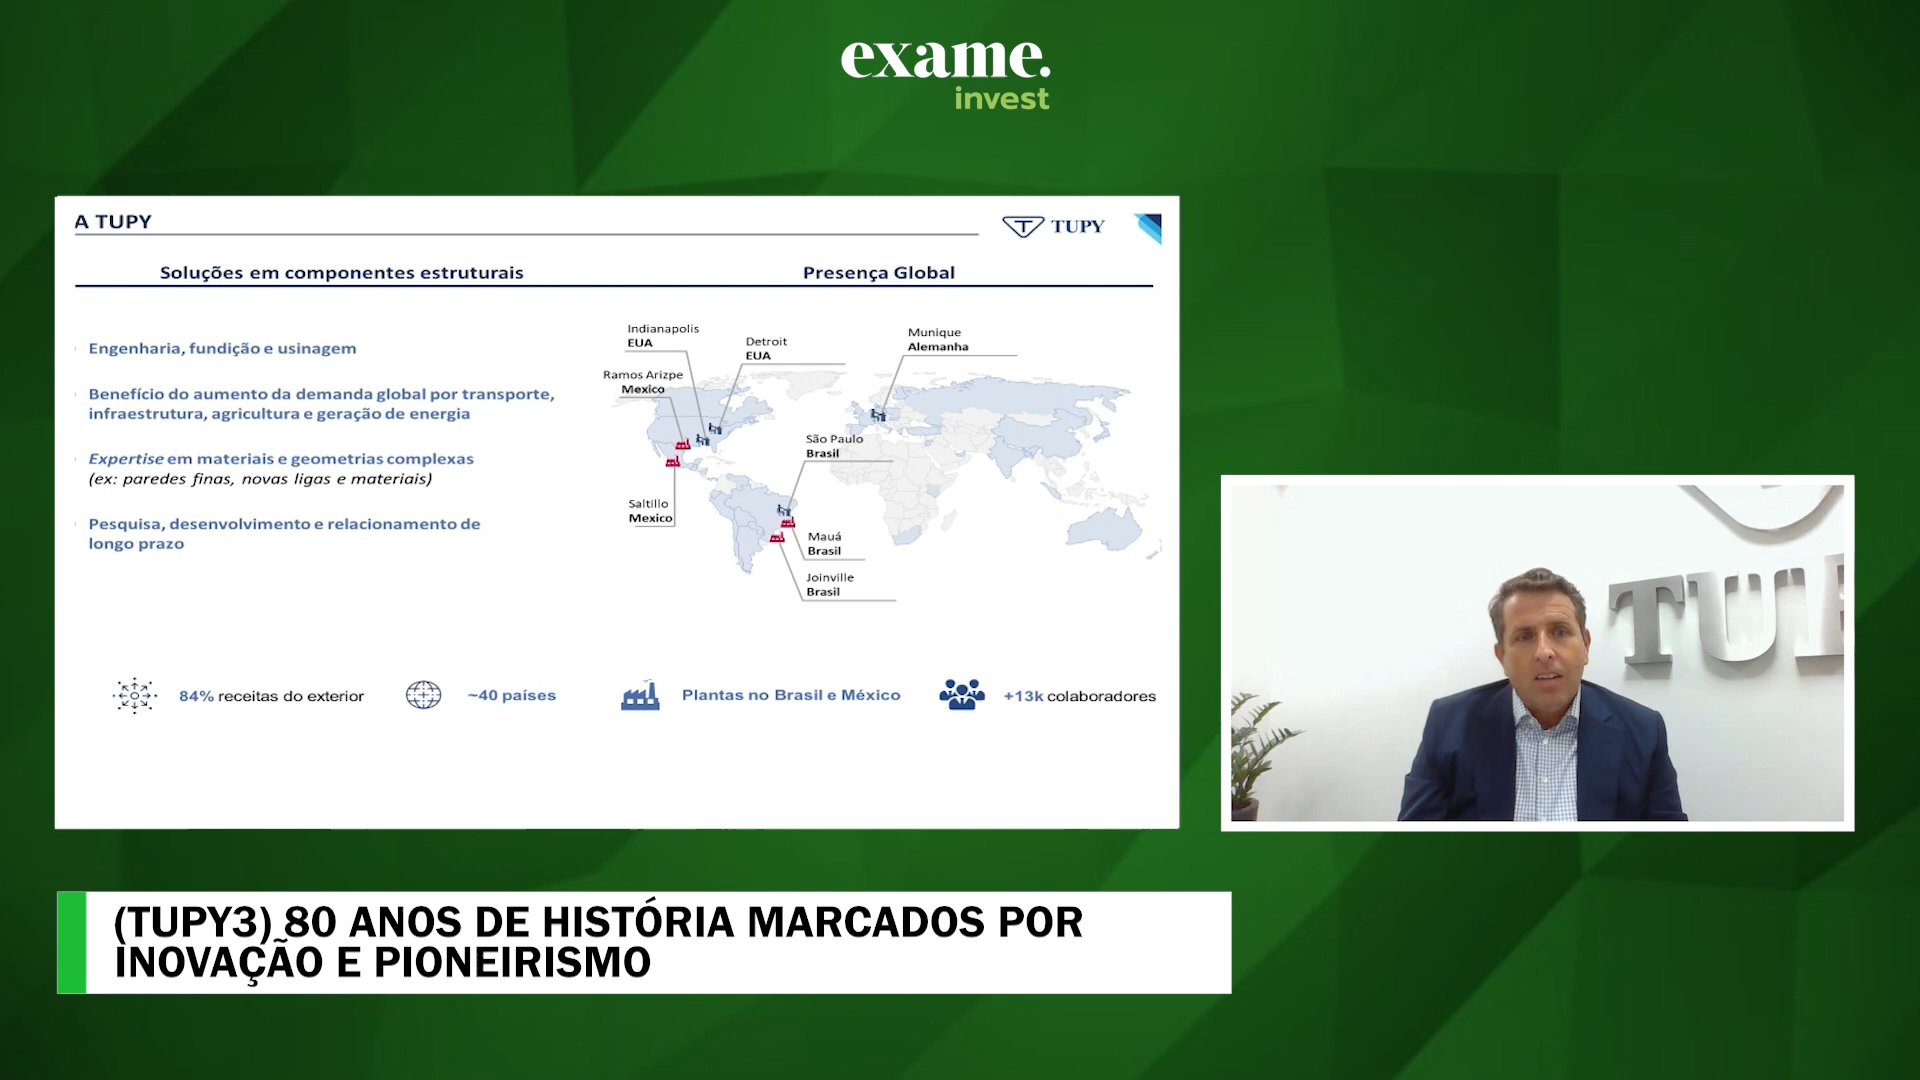 exame.
invest
A TUPY
TUPY
Soluções em componentes estruturais
Presença Global
Engenharia, fundição e usinagem
Benefício do aumento da demanda global por transporte,
infraestrutura, agricultura e geração de energia
Expertise em materiais e geometrias complexas
(ex: paredes finas, novas ligas e materiais)
Pesquisa, desenvolvimento e relacionamento de
longo prazo
Indianapolis
EUA
Detroit
EUA
Munique
Alemanha
Ramos Arizpe
Mexico
São Paulo
Brasil
Saltillo
Mexico
Mauá
Brasil
Joinville
Brasil
84% receitas do exterior
~40 países
Plantas no Brasil e México
+13k colaboradores
TUP
(TUPY3) 80 ANOS DE HISTÓRIA MARCADOS POR
INOVAÇÃO E PIONEIRISMO